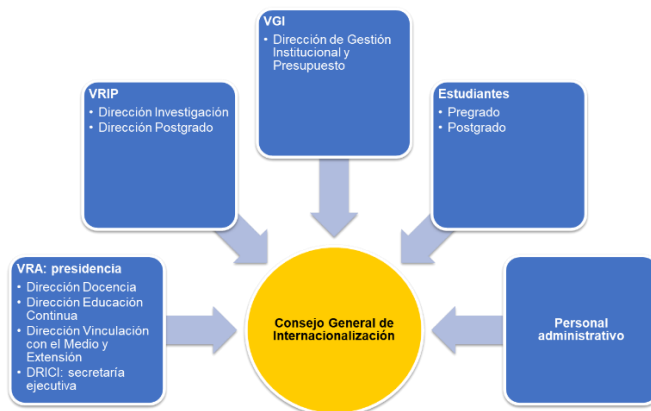 VGI
• Dirección de Gestión
Institucional y
Presupuesto
VRIP
• Dirección Investigación
• Dirección Postgrado
Estudiantes
• Pregrado
• Postgrado
VRA: presidencia
• Dirección Docencia
• Dirección Educación
Continua
• Dirección Vinculación
con el Medio y
Extensión
• DRICI: secretaría
ejecutiva
Consejo General de
Internacionalización
Personal
administrativo